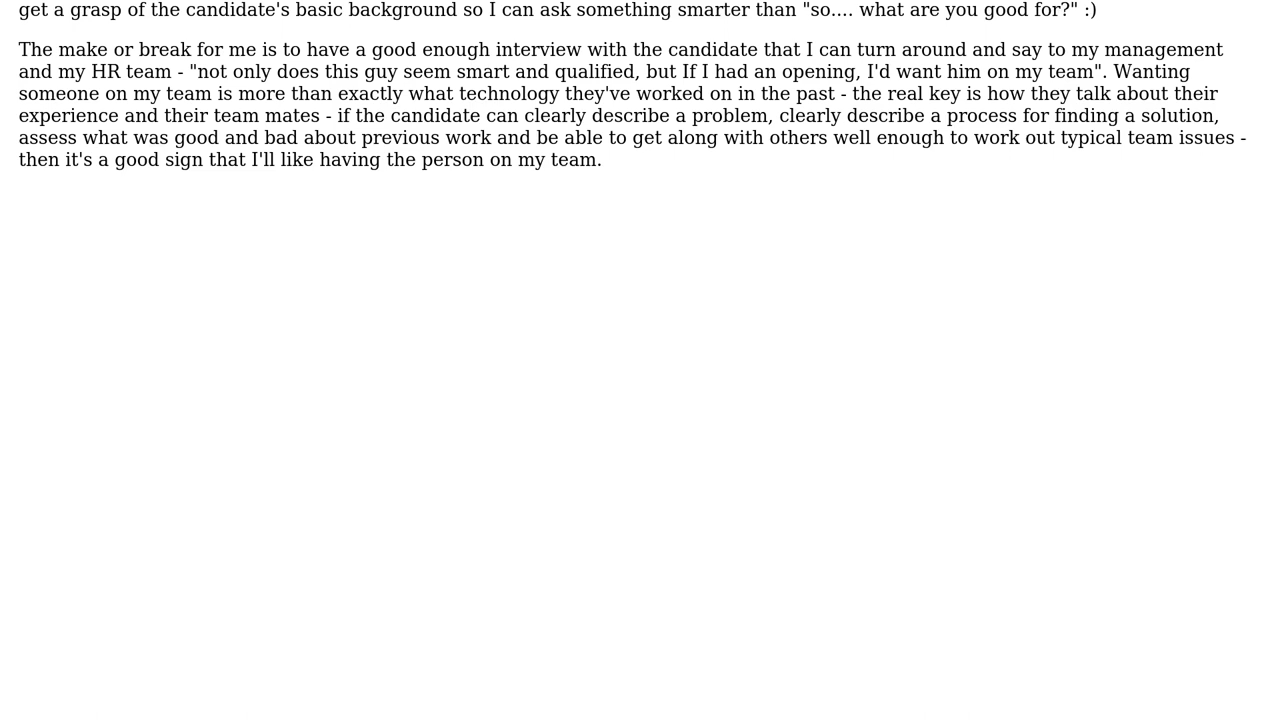 get a grasp of the candidate's basic background so I can ask something smarter than "so.... what are you good for?" :)
The make or break for me is to have a good enough interview with the candidate that I can turn around and say to my management
and my HR team - "not only does this guy seem smart and qualified, but If I had an opening, I'd want him on my team". Wanting
someone on my team is more than exactly what technology they've worked on in the past - the real key is how they talk about their
experience and their team mates - if the candidate can clearly describe a problem, clearly describe a process for finding a solution,
assess what was good and bad about previous work and be able to get along with others well enough to work out typical team issues -
then it's a good sign that I'll like having the person on my team.